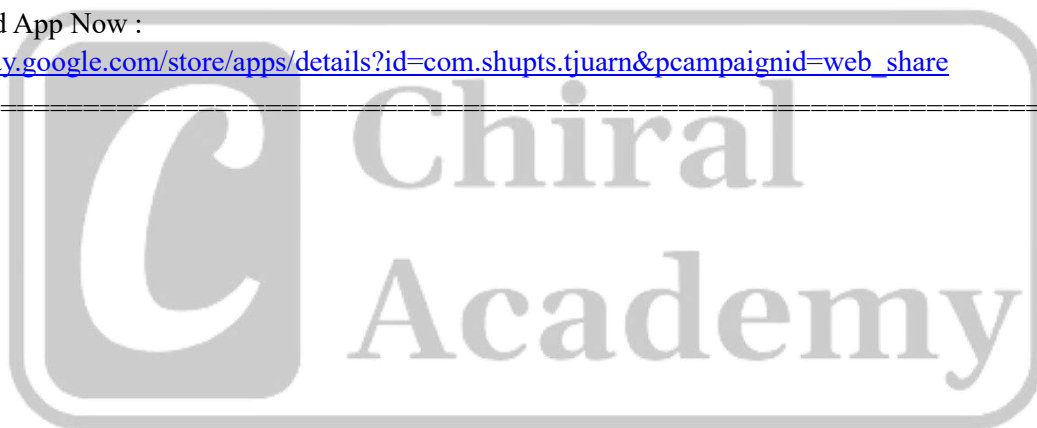 d App Now :
y.google.com/store/apps/details?id=com.shupts.tjuarn&pcampaignid=web_share
==============================================================
C Chiral
Academy